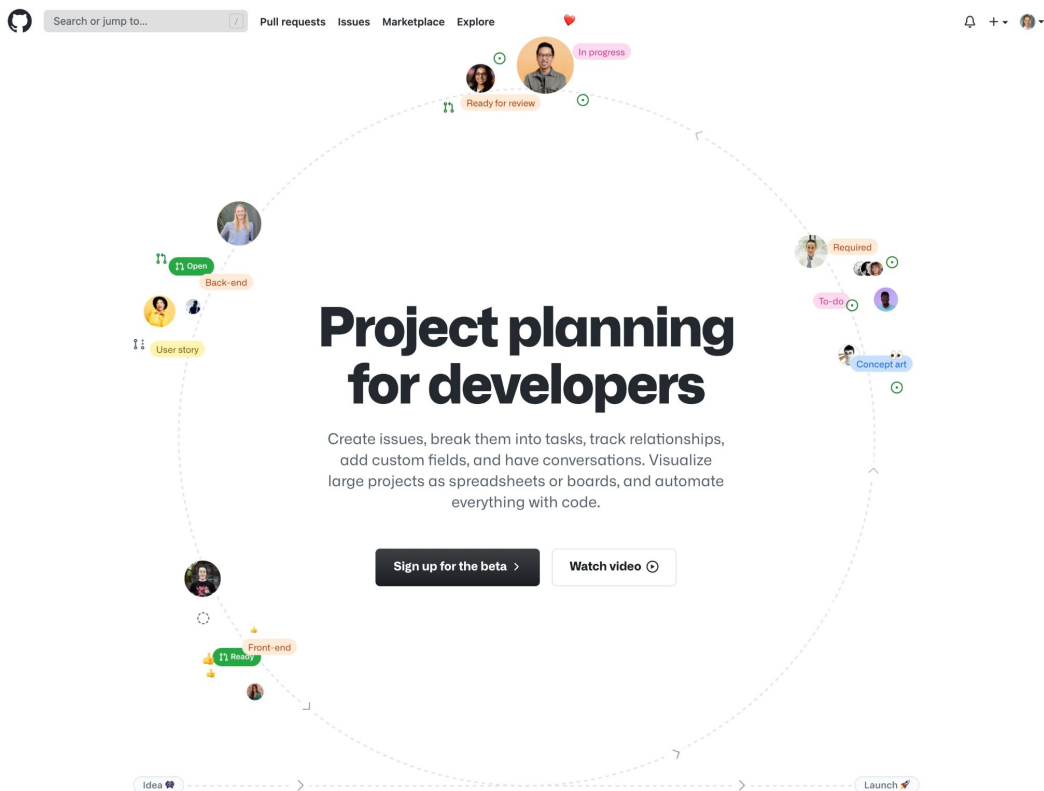 Search or jump to... /
Pull requests
Issues
Marketplace
Explore
In progress
Ready for review
Open
Back-end
User story
Required
To-do
Concept art
Project planning
for developers
Create issues, break them into tasks, track relationships,
add custom fields, and have conversations. Visualize
large projects as spreadsheets or boards, and automate
everything with code.
Sign up for the beta
Watch video
Front-end
Ready
Idea
Launch